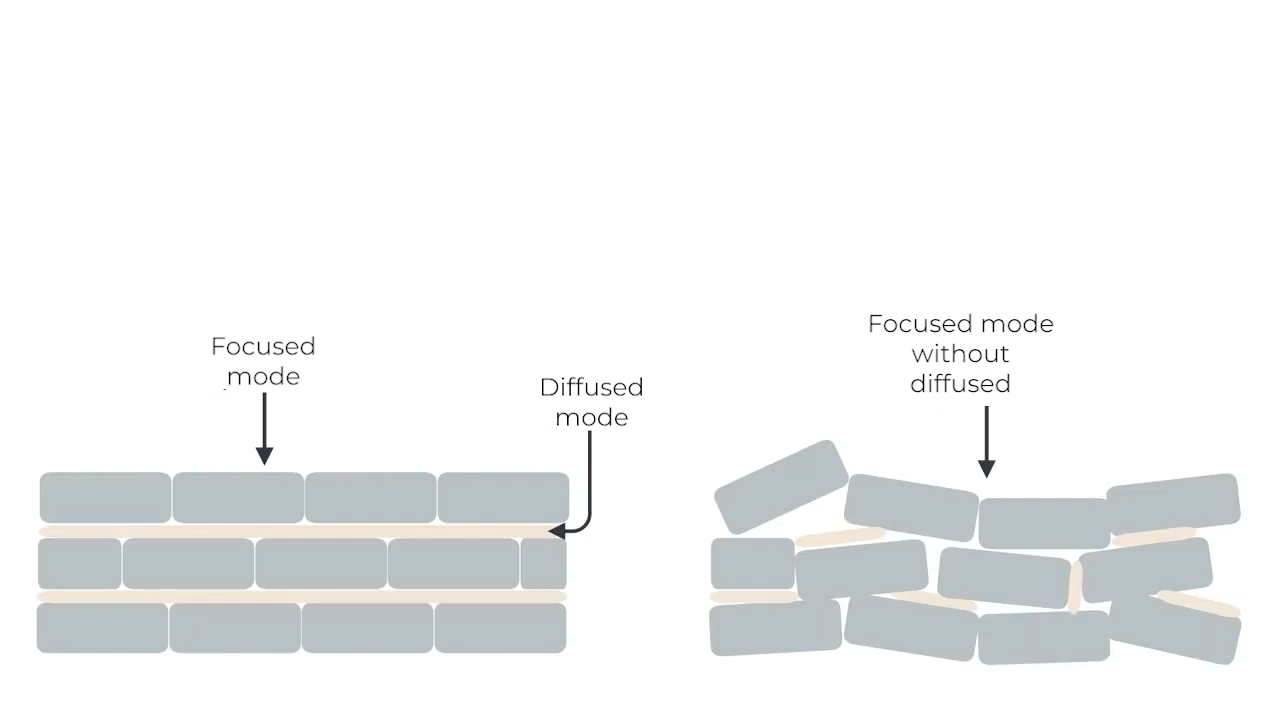 Focused
mode
Diffused
mode
Focused mode
without
diffused